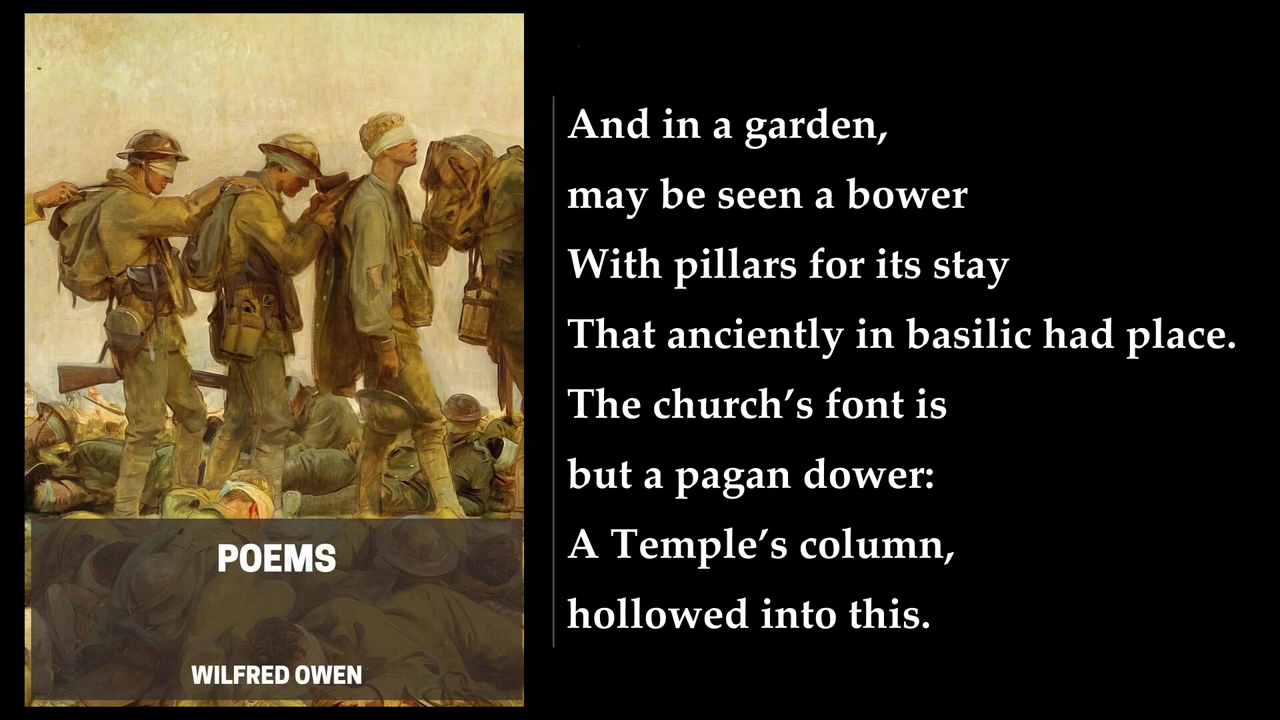 POEMS
WILFRED OWEN
And in a garden,
may be seen a bower
With pillars for its stay
That anciently in basilic had place.
The church’s font is
but a pagan dower:
A Temple’s column,
hollowed into this.